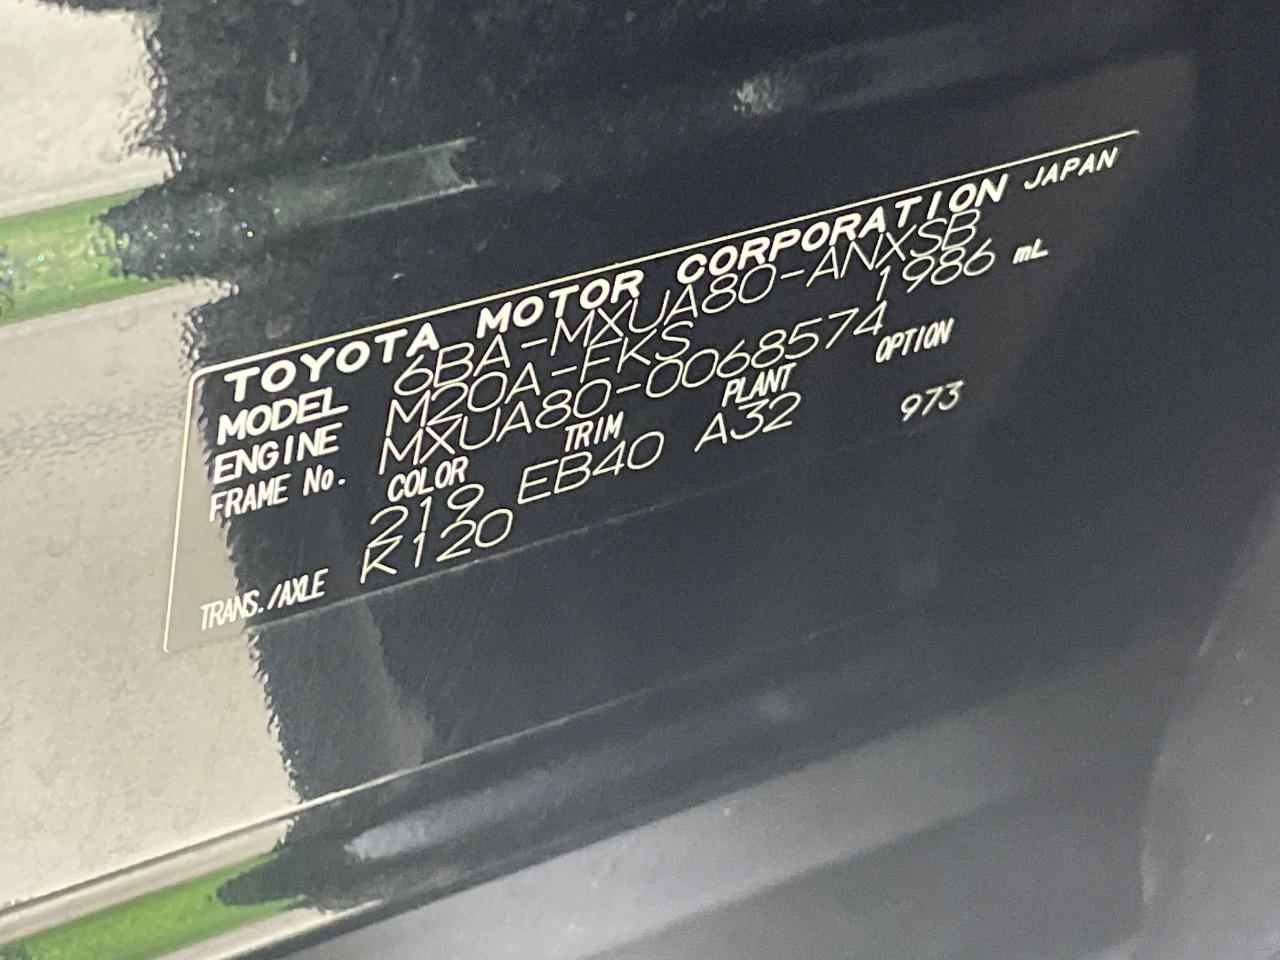 TOYOTA MOTOR CORPORATION JAPAN
MODEL 6BA-MXUA80-ANXSB
ENGINE M20A-FKS 1986 mL
FRAME No. MXUA80-0068574
COLOR TRIM PLANT OPTION
219 EB40 A32 973
TRANS./AXLE K120